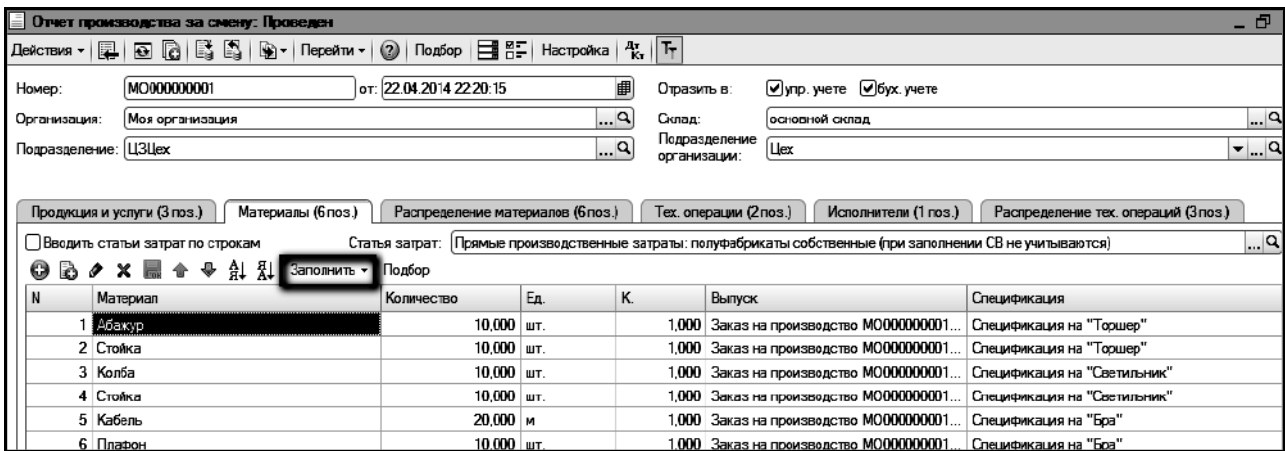 Отчет производства за смену: Проведен
Действия Перейти Подбор Настройка Дт Кт Тт
Номер: МО000000001 от: 22.04.2014 22:20:15 Отразить в: упр. учете бух. учете
Организация: Моя организация ... Склад: основной склад ...
Подразделение: ЦЗЦех ... Подразделение организации: Цех ...
Продукция и услуги (3 поз.) Материалы (6 поз.) Распределение материалов (6 поз.) Тех. операции (2 поз.) Исполнители (1 поз.) Распределение тех. операций (3 поз.)
Вводить статьи затрат по строкам Статья затрат: Прямые производственные затраты: полуфабрикаты собственные (при заполнении СВ не учитываются) ...
Заполнить Подбор
N Материал Количество Ед. К. Выпуск Спецификация
1 Абажур 10,000 шт. 1,000 Заказ на производство МО000000001... Спецификация на "Торшер"
2 Стойка 10,000 шт. 1,000 Заказ на производство МО000000001... Спецификация на "Торшер"
3 Колба 10,000 шт. 1,000 Заказ на производство МО000000001... Спецификация на "Светильник"
4 Стойка 10,000 шт. 1,000 Заказ на производство МО000000001... Спецификация на "Светильник"
5 Кабель 20,000 м 1,000 Заказ на производство МО000000001... Спецификация на "Бра"
6 Плафон 10,000 шт. 1,000 Заказ на производство МО000000001... Спецификация на "Бра"